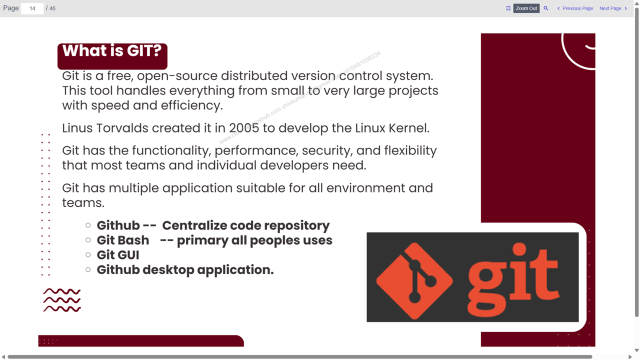 Page 14 / 46 Zoom Out Previous Page Next Page
What is GIT?
Git is a free, open-source distributed version control system.
This tool handles everything from small to very large projects
with speed and efficiency.
Linus Torvalds created it in 2005 to develop the Linux Kernel.
Git has the functionality, performance, security, and flexibility
that most teams and individual developers need.
Git has multiple application suitable for all environment and
teams.
Github -- Centralize code repository
Git Bash -- primary all peoples uses
Git GUI
Github desktop application.
git